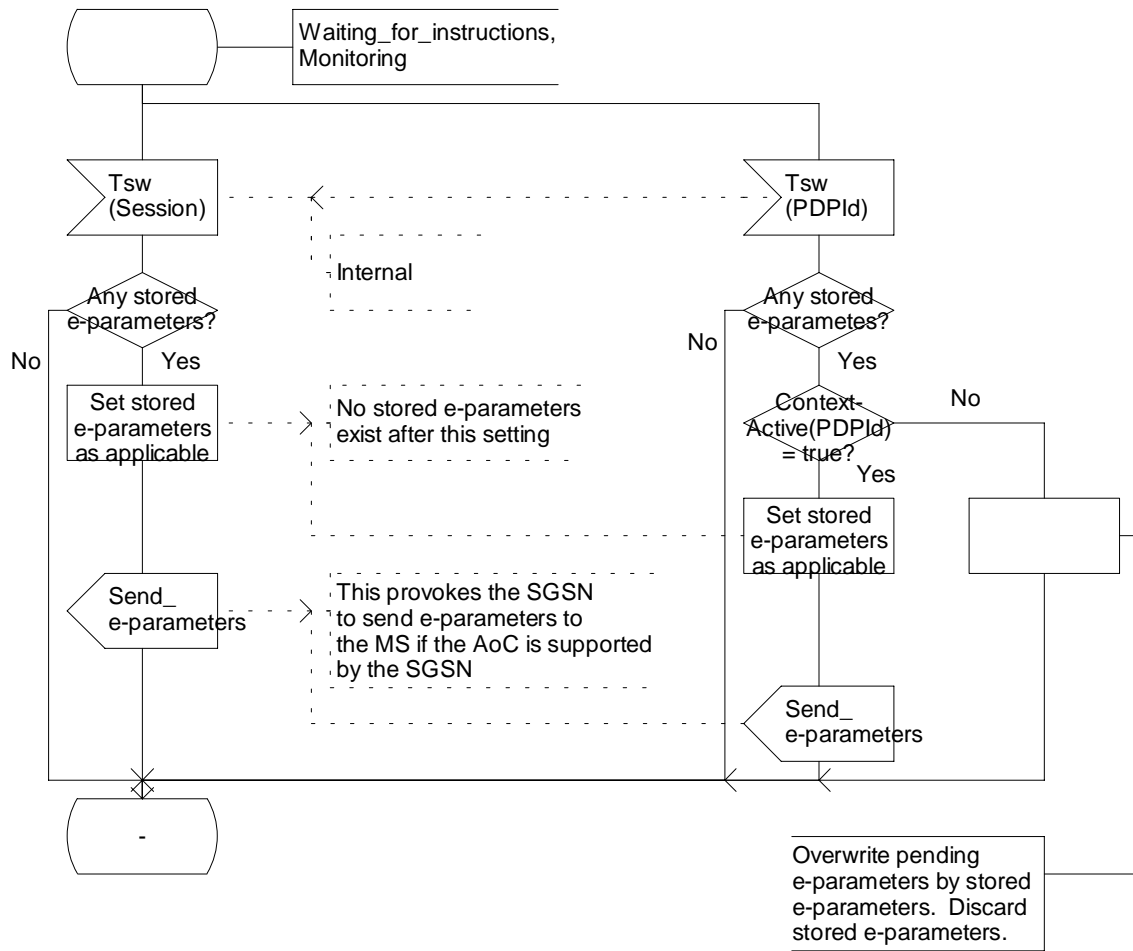 Waiting_for_instructions,
Monitoring
Tsw
(Session)
Tsw
(PDPId)
Internal
Any stored
e-parameters?
Any stored
e-parametes?
No
Yes
No
Yes
Set stored
e-parameters
as applicable
No stored e-parameters
exist after this setting
Context-
Active(PDPId)
= true?
No
Yes
Set stored
e-parameters
as applicable
Send_
e-parameters
This provokes the SGSN
to send e-parameters to
the MS if the AoC is supported
by the SGSN
Send_
e-parameters
-
Overwrite pending
e-parameters by stored
e-parameters.  Discard
stored e-parameters.